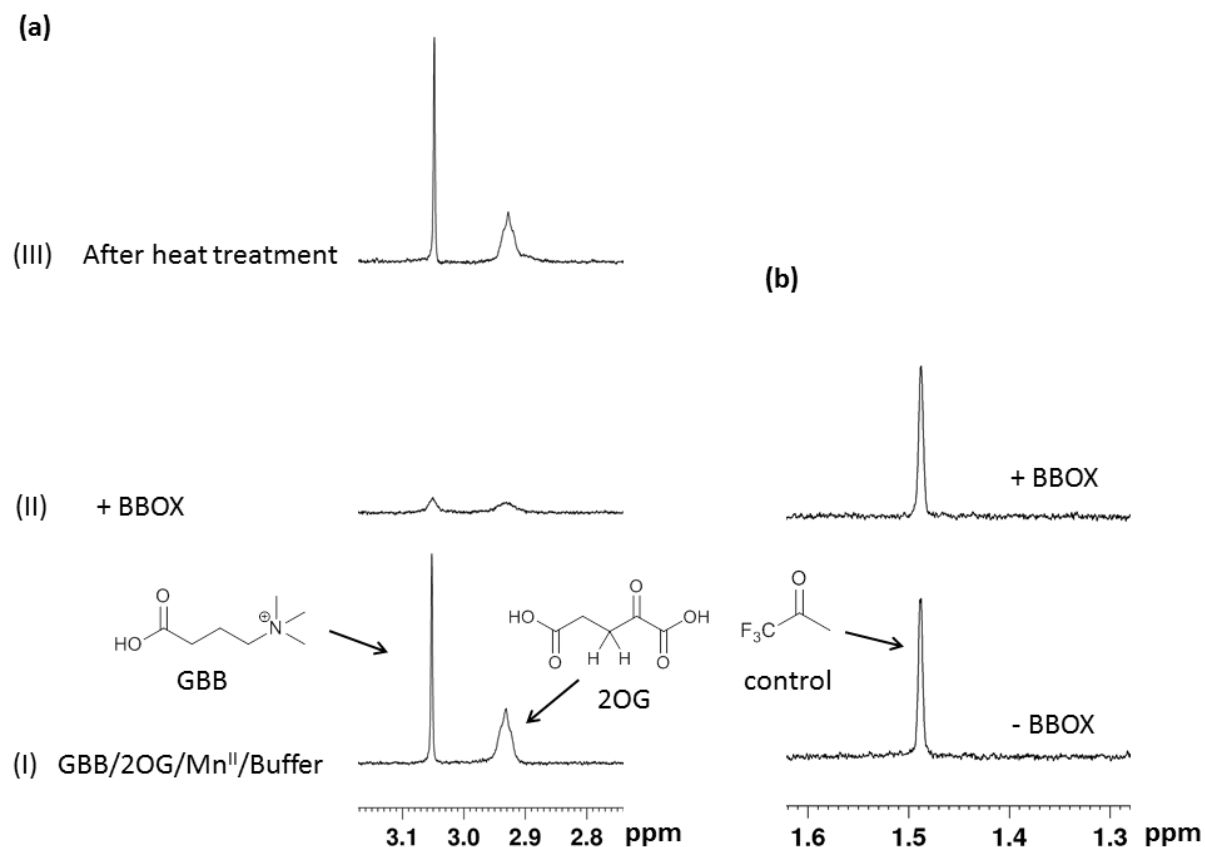 (a)
(III) After heat treatment
(b)
(II) + BBOX
+ BBOX
O
HO
⊕
N
GBB
HO
O
H H
O
O
OH
2OG
O
F₃C
control
- BBOX
(I) GBB/2OG/Mnᴵᴵ/Buffer
3.1 3.0 2.9 2.8 ppm
1.6 1.5 1.4 1.3 ppm